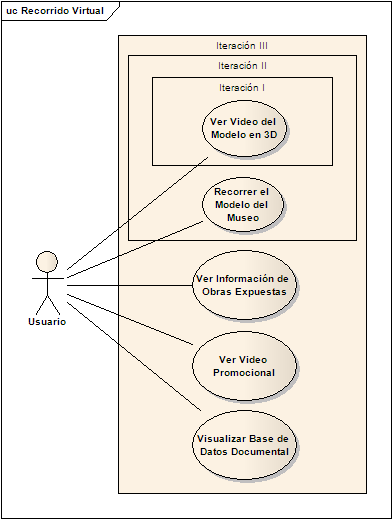 uc Recorrido Virtual
Iteración III
Iteración II
Iteración I
Ver Video del
Modelo en 3D
Recorrer el
Modelo del
Museo
Ver Información de
Obras Expuestas
Usuario
Ver Video
Promocional
Visualizar Base de
Datos Documental